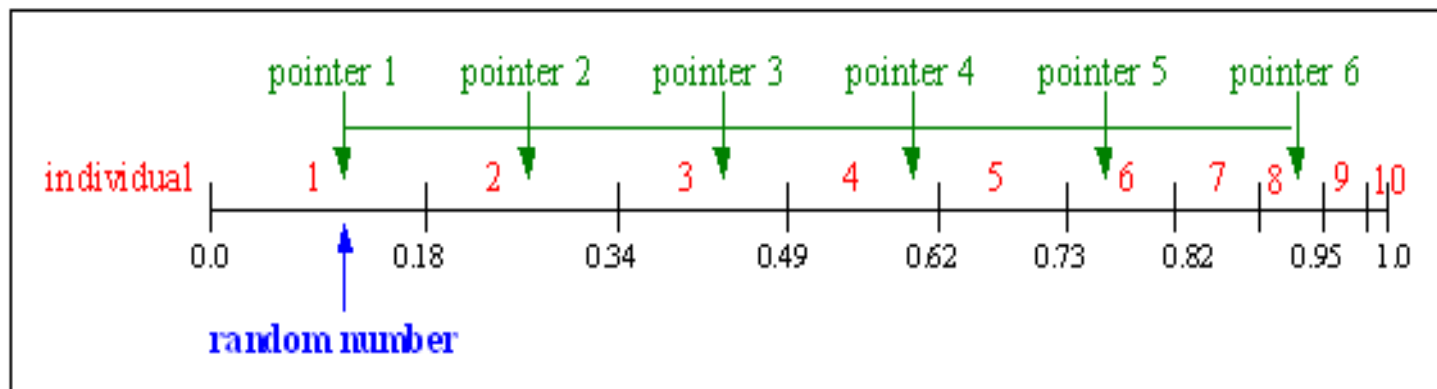 pointer 1 pointer 2 pointer 3 pointer 4 pointer 5 pointer 6
individual 1 2 3 4 5 6 7 8 9 10
0.0 0.18 0.34 0.49 0.62 0.73 0.82 0.95 1.0
random number